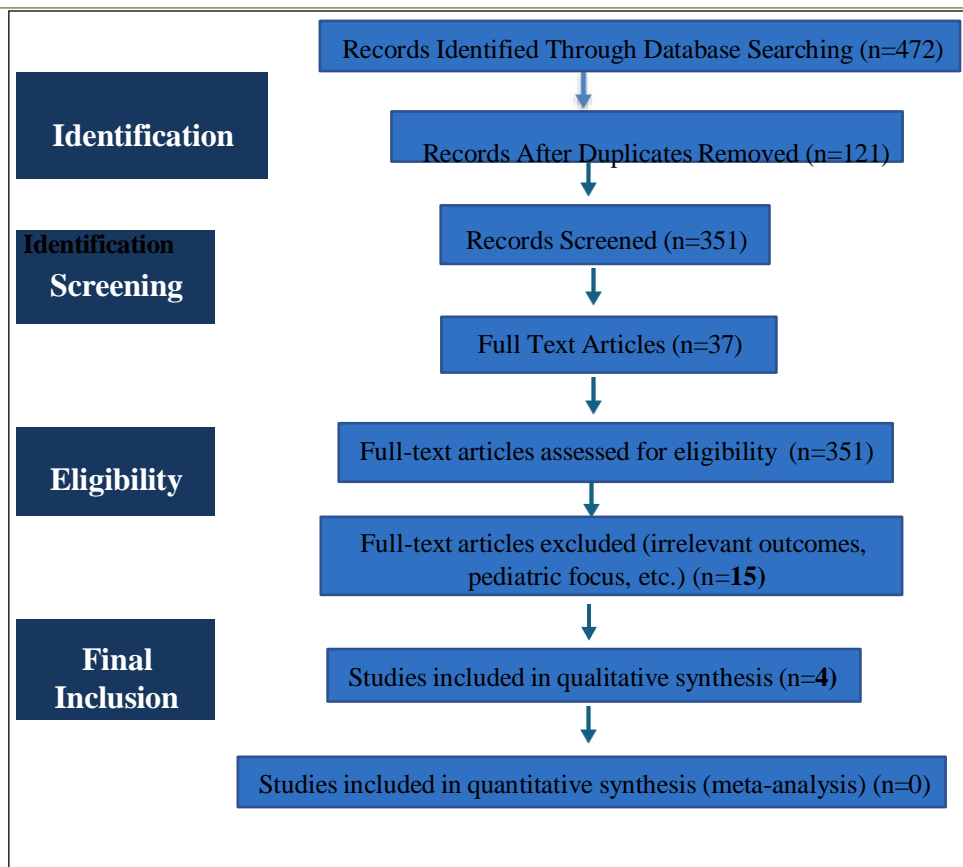 Records Identified Through Database Searching (n=472)
Identification
Records After Duplicates Removed (n=121)
Identification
Records Screened (n=351)
Screening
Full Text Articles (n=37)
Full-text articles assessed for eligibility (n=351)
Eligibility
Full-text articles excluded (irrelevant outcomes,
pediatric focus, etc.) (n=15)
Final
Inclusion
Studies included in qualitative synthesis (n=4)
Studies included in quantitative synthesis (meta-analysis) (n=0)